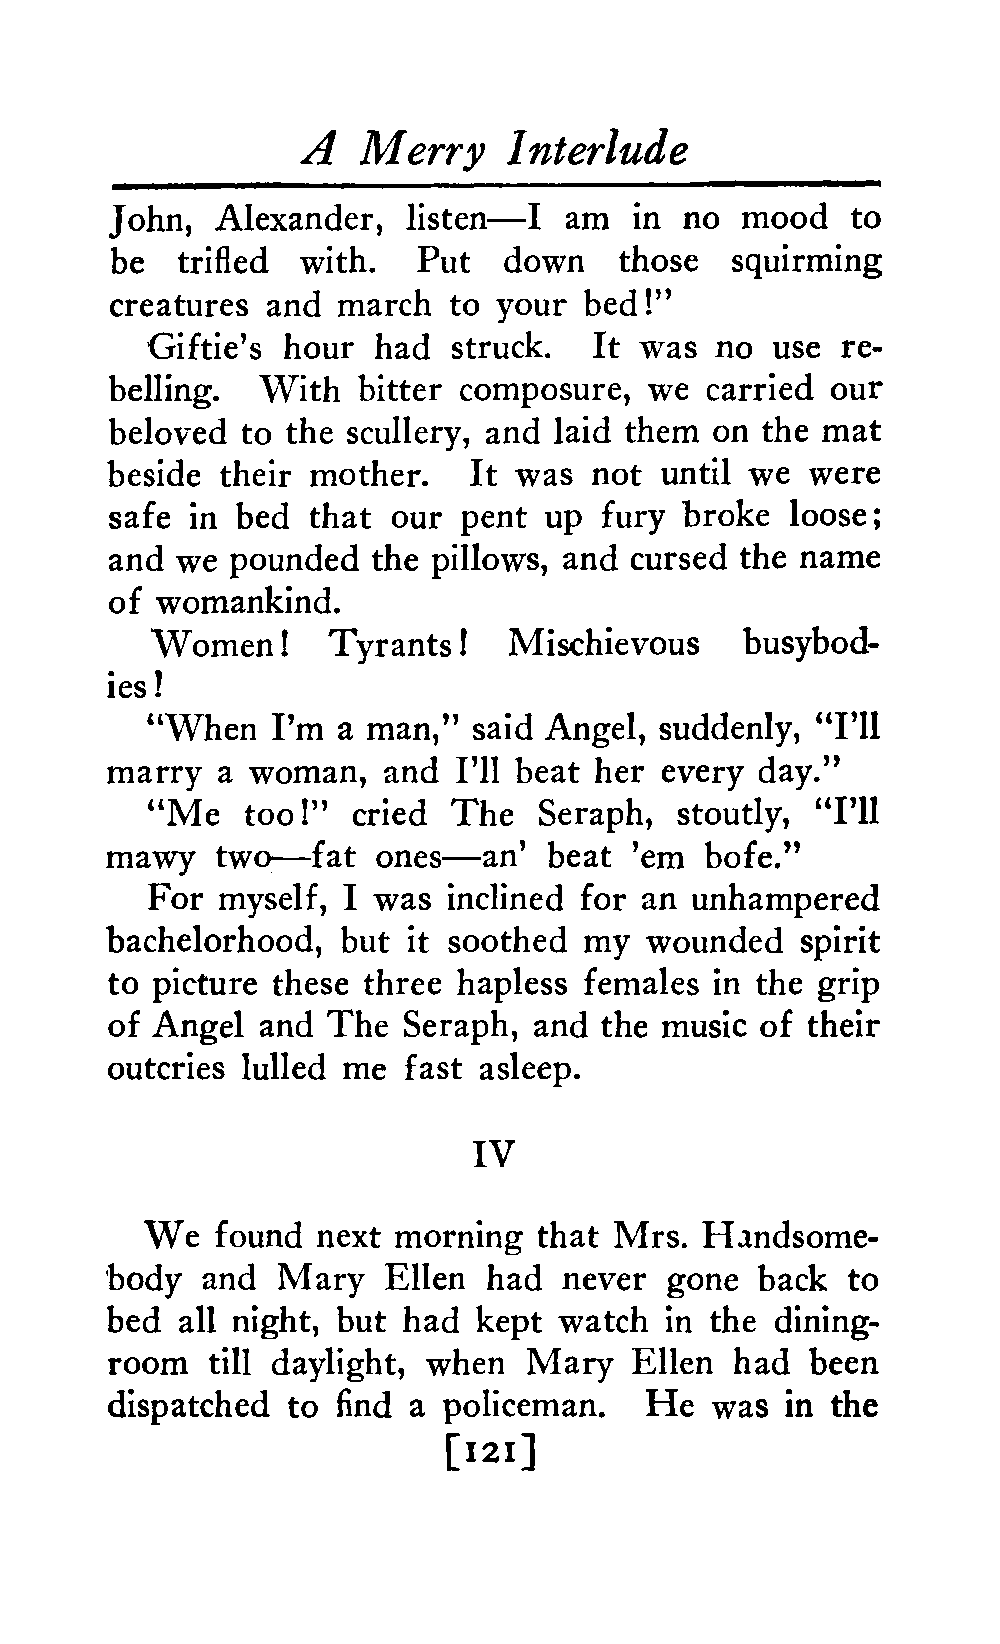 A Merry Interlude
John, Alexander, listen—I am in no mood to
be trifled with. Put down those squirming
creatures and march to your bed!"
Giftie's hour had struck. It was no use re-
belling. With bitter composure, we carried our
beloved to the scullery, and laid them on the mat
beside their mother. It was not until we were
safe in bed that our pent up fury broke loose;
and we pounded the pillows, and cursed the name
of womankind.
Women! Tyrants! Mischievous busybod-
ies!
"When I'm a man," said Angel, suddenly, "I'll
marry a woman, and I'll beat her every day."
"Me too!" cried The Seraph, stoutly, "I'll
mawy two—fat ones—an' beat 'em bofe."
For myself, I was inclined for an unhampered
bachelorhood, but it soothed my wounded spirit
to picture these three hapless females in the grip
of Angel and The Seraph, and the music of their
outcries lulled me fast asleep.
IV
We found next morning that Mrs. Handsome-
body and Mary Ellen had never gone back to
bed all night, but had kept watch in the dining-
room till daylight, when Mary Ellen had been
dispatched to find a policeman. He was in the
[121]